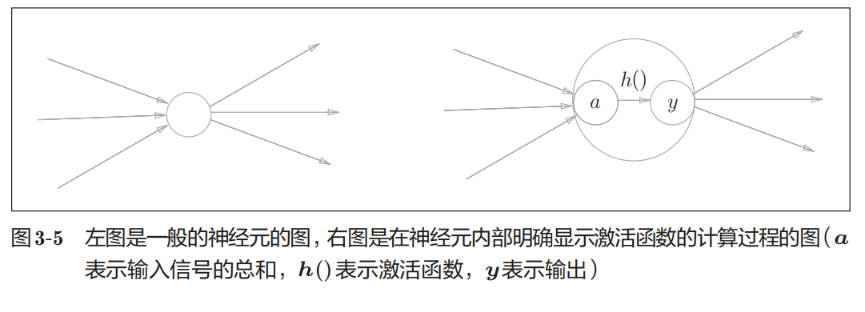 h()
a
y
图3-5 左图是一般的神经元的图，右图是在神经元内部明确显示激活函数的计算过程的图（a
表示输入信号的总和，h()表示激活函数，y表示输出）